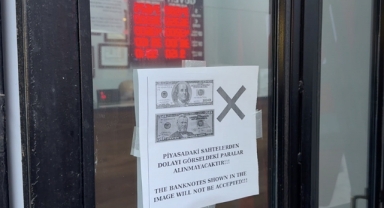 PİYASADAKİ SAHTELERDEN
DOLAYI GÖRSELDEKİ PARALAR
ALINMAYACAKTIR!!!
THE BANKNOTES SHOWN IN THE
IMAGE WILL NOT BE ACCEPTED!!!